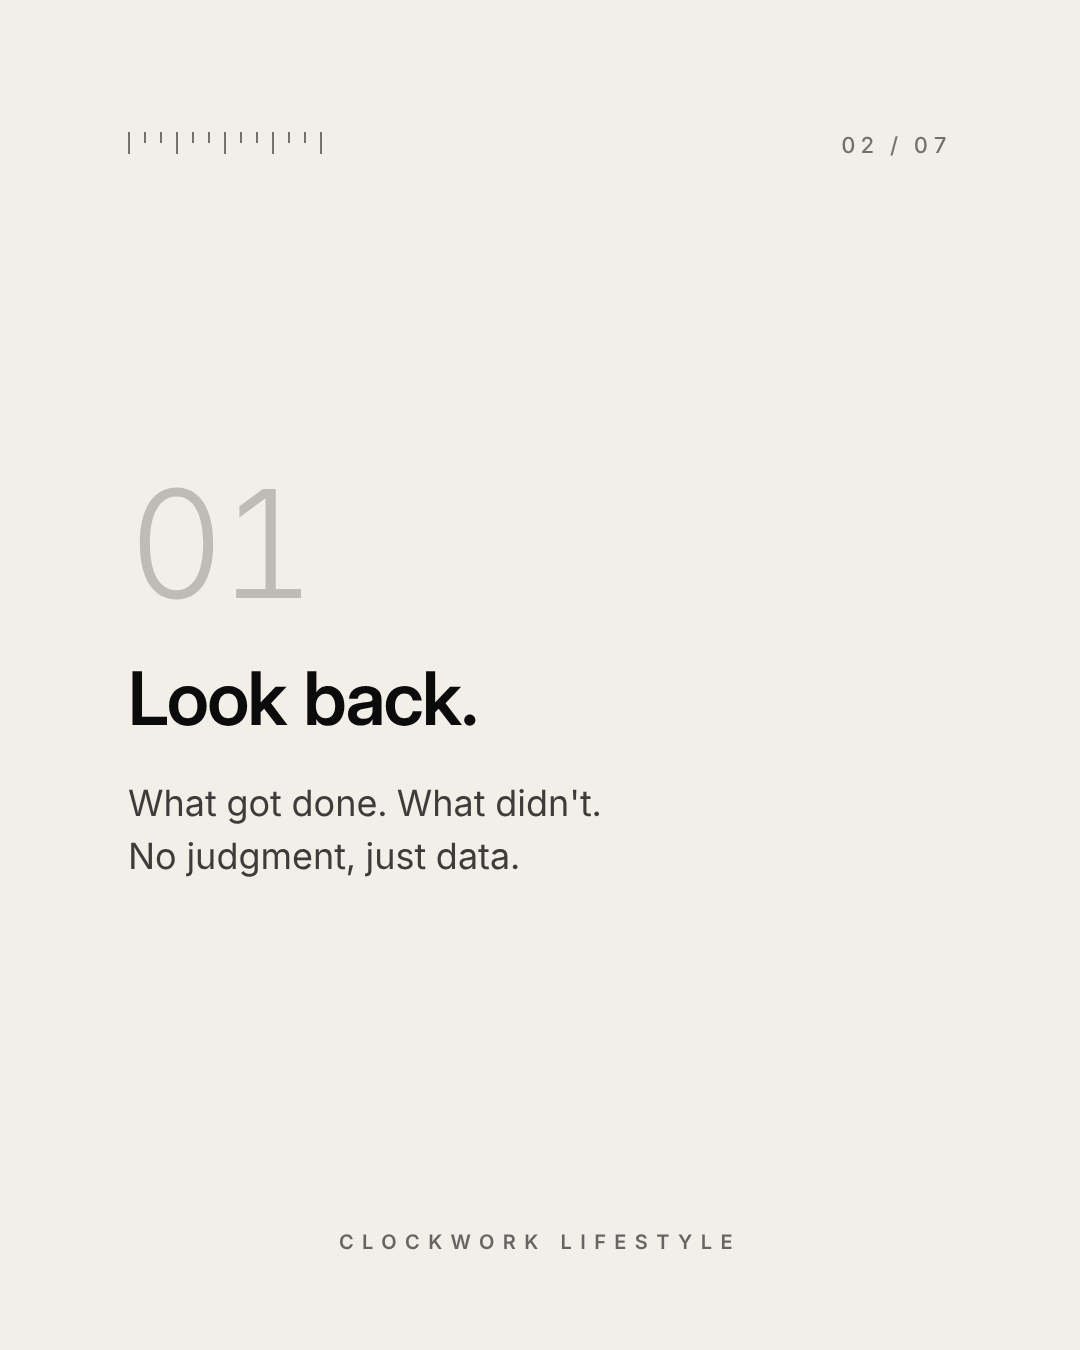 02 / 07
01
Look back.
What got done. What didn't.
No judgment, just data.
CLOCKWORK LIFESTYLE